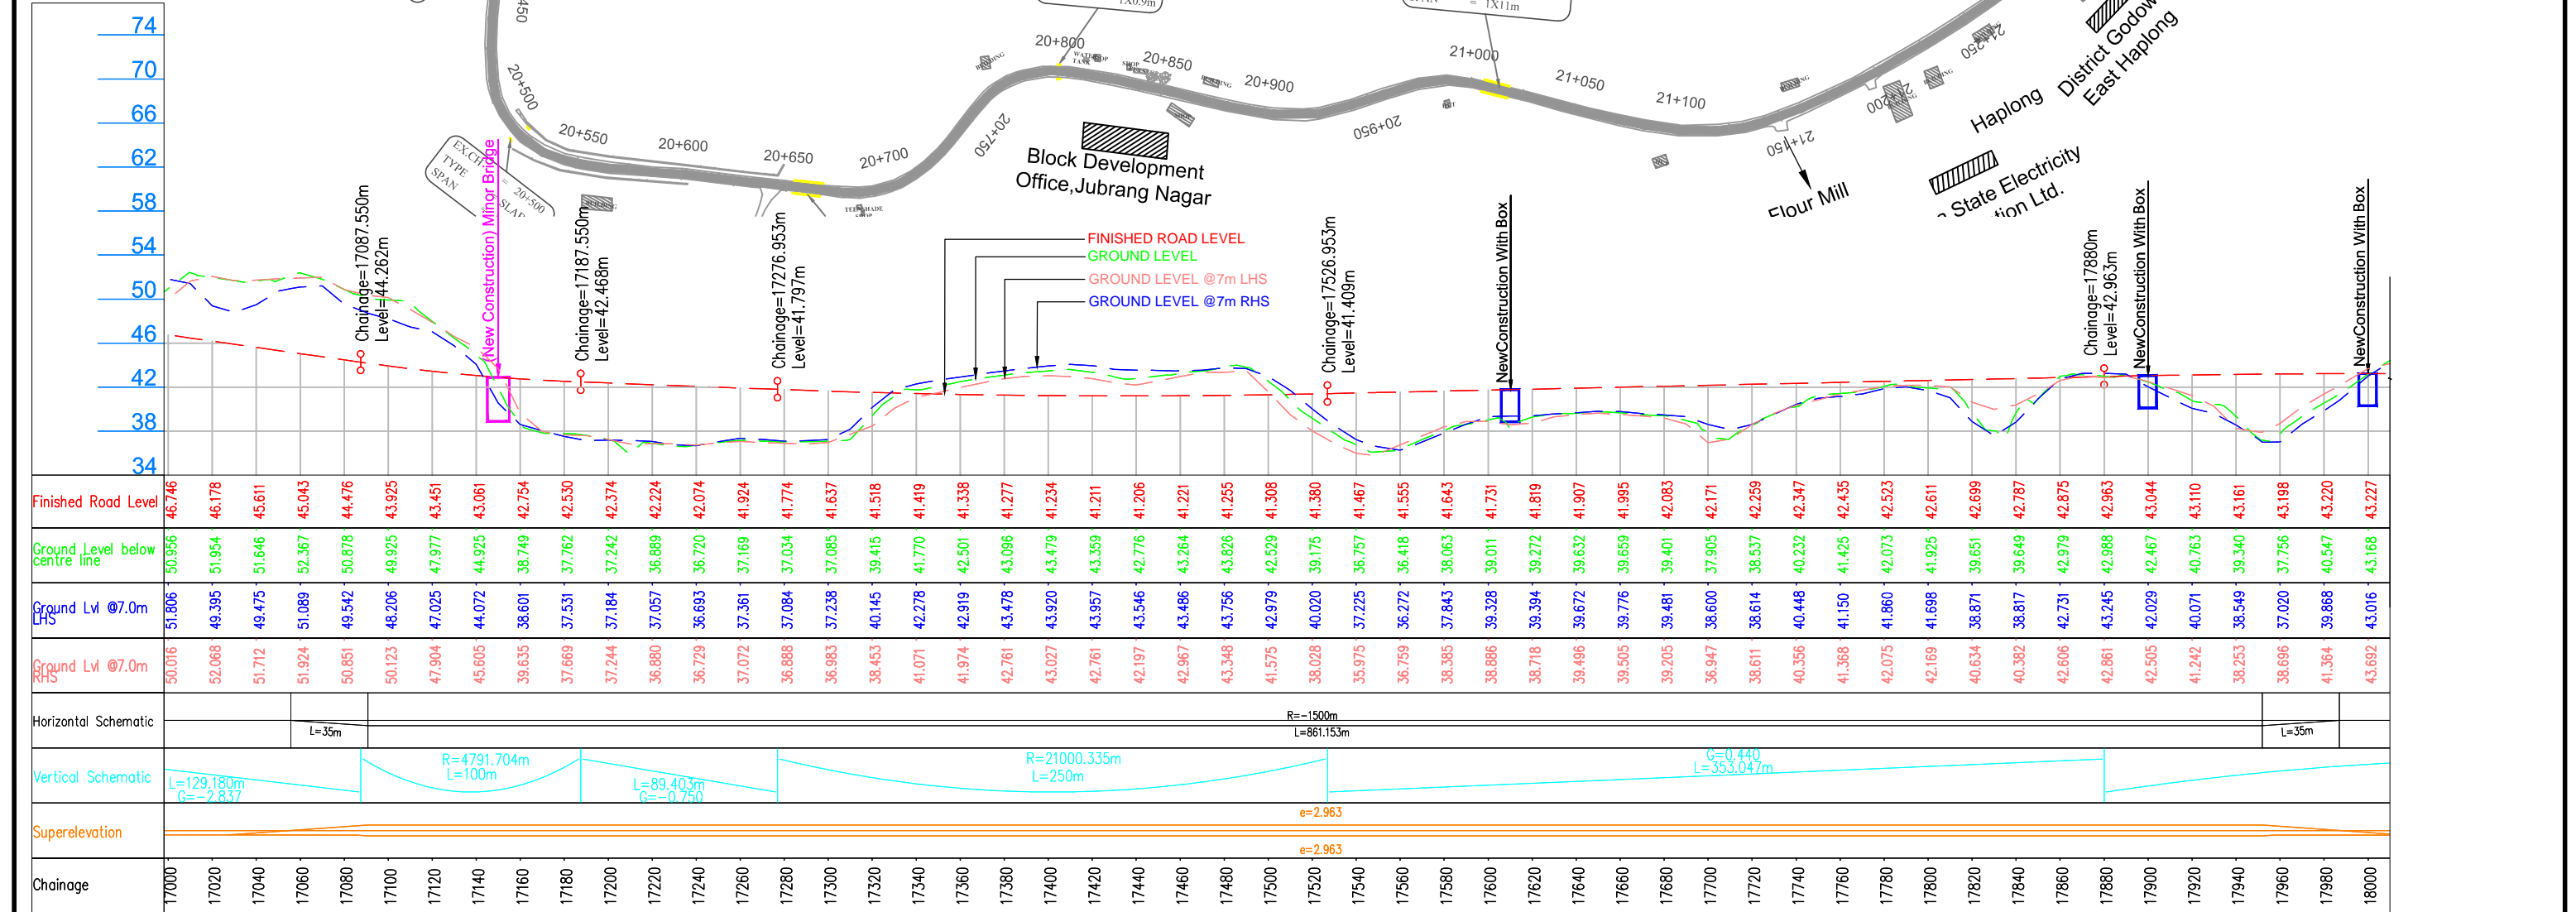 1X0.9m
SPAN = 1X11m
450
20+500
20+550
20+600
20+650
20+700
20+750
20+800
20+850
20+900
20+950
21+000
21+050
21+100
21+150
21+200
21+250
BUILDING
WATER TANK
SHOP
TEEN SHADE
SHOP
EX.CH = 20+500
TYPE = SLAB
SPAN
Block Development
Office,Jubrang Nagar
Flour Mill
Haplong
District Godow
East Haplong
State Electricity
tion Ltd.
74
70
66
62
58
54
50
46
42
38
34
Chainage=17087.550m
Level=44.262m
(New Construction) Minor Bridge
Chainage=17187.550m
Level=42.468m
Chainage=17276.953m
Level=41.797m
FINISHED ROAD LEVEL
GROUND LEVEL
GROUND LEVEL @7m LHS
GROUND LEVEL @7m RHS
Chainage=17526.953m
Level=41.409m
NewConstruction With Box
Chainage=17880m
Level=42.963m
NewConstruction With Box
NewConstruction With Box
Finished Road Level 46.746 46.178 45.611 45.043 44.476 43.925 43.451 43.061 42.754 42.530 42.374 42.224 42.074 41.924 41.774 41.637 41.518 41.419 41.338 41.277 41.234 41.211 41.206 41.221 41.255 41.308 41.380 41.467 41.555 41.643 41.731 41.819 41.907 41.995 42.083 42.171 42.259 42.347 42.435 42.523 42.611 42.699 42.787 42.875 42.963 43.044 43.110 43.161 43.198 43.220 43.227
Ground Level below
centre line 50.956 51.954 51.646 52.367 50.878 49.925 47.977 44.925 38.749 37.762 37.242 36.889 36.720 37.169 37.034 37.085 39.415 41.770 42.501 43.096 43.479 43.359 42.776 43.264 43.826 42.529 39.175 36.757 36.418 38.063 39.011 39.272 39.632 39.659 39.401 37.905 38.537 40.232 41.425 42.073 41.925 39.651 39.649 42.979 42.988 42.467 40.763 39.340 37.756 40.547 43.168
Ground Lvl @7.0m
LHS 51.806 49.395 49.475 51.089 49.542 48.206 47.025 44.072 38.601 37.531 37.184 37.057 36.693 37.361 37.084 37.238 40.145 42.278 42.919 43.478 43.920 43.957 43.546 43.486 43.756 42.979 40.020 37.225 36.272 37.843 39.328 39.394 39.672 39.776 39.481 38.600 38.614 40.448 41.150 41.860 41.698 38.871 38.817 42.731 43.245 42.029 40.071 38.549 37.020 39.868 43.016
Ground Lvl @7.0m
RHS 50.016 52.068 51.712 51.924 50.851 50.123 47.904 45.605 39.635 37.669 37.244 36.880 36.729 37.072 36.888 36.983 38.453 41.071 41.974 42.761 43.027 42.761 42.197 42.967 43.348 41.575 38.028 35.975 36.759 38.385 38.886 38.718 39.496 39.505 39.205 36.947 38.611 40.356 41.368 42.075 42.169 40.634 40.382 42.606 42.861 42.505 41.242 38.253 38.696 41.364 43.692
Horizontal Schematic L=35m R=-1500m L=861.153m L=35m
Vertical Schematic
L=129.180m
G=-2.837
R=4791.704m
L=100m
L=89.403m
G=-0.750
R=21000.335m
L=250m
G=0.440
L=353.047m
Superelevation
e=2.963
e=2.963
Chainage 17000 17020 17040 17060 17080 17100 17120 17140 17160 17180 17200 17220 17240 17260 17280 17300 17320 17340 17360 17380 17400 17420 17440 17460 17480 17500 17520 17540 17560 17580 17600 17620 17640 17660 17680 17700 17720 17740 17760 17780 17800 17820 17840 17860 17880 17900 17920 17940 17960 17980 18000